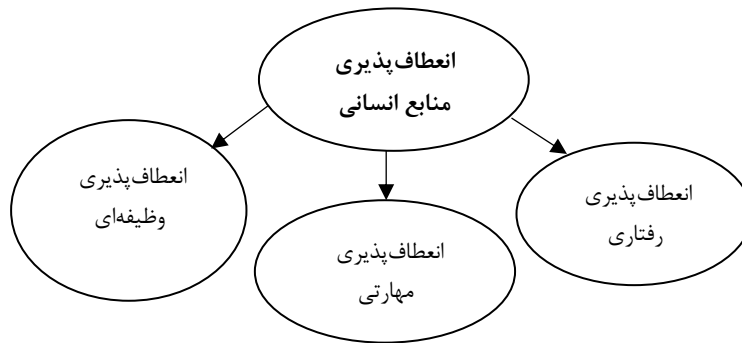 انعطاف‌پذیری
منابع انسانی
انعطاف‌پذیری
رفتاری
انعطاف‌پذیری
مهارتی
انعطاف‌پذیری
وظیفه‌ای